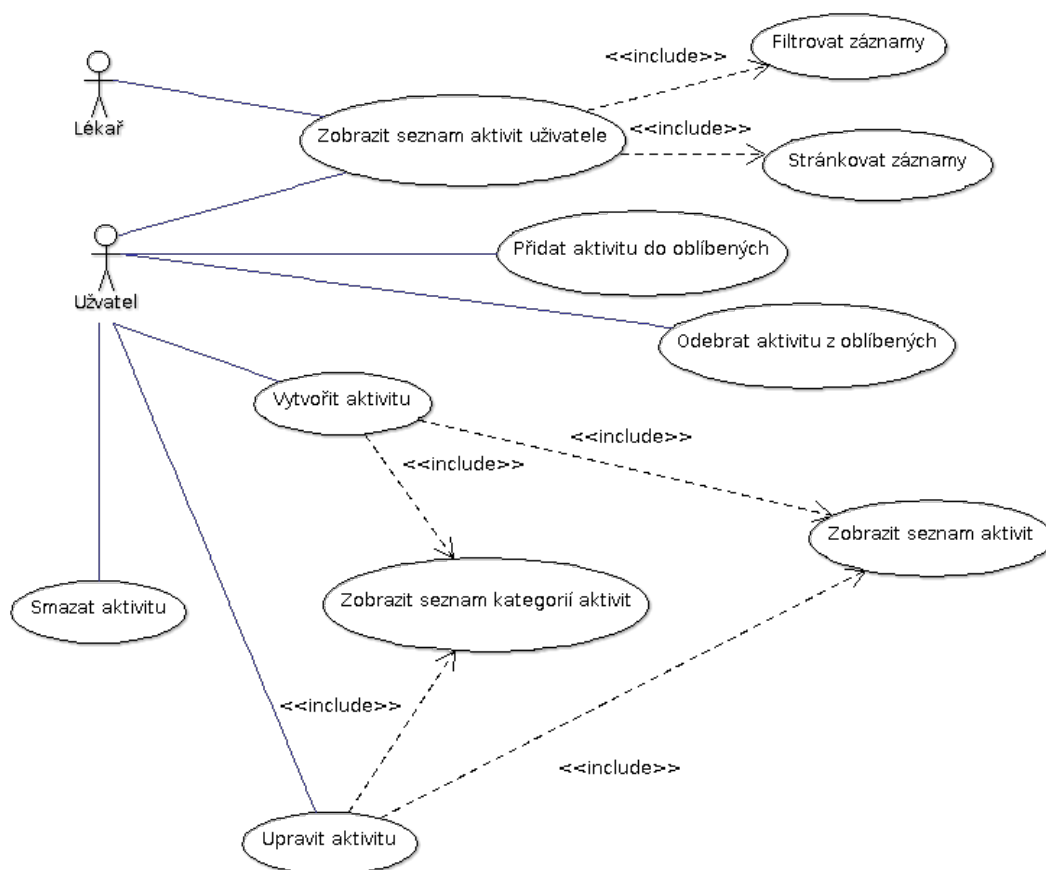 Filtrovat záznamy
<<include>>
Lékař
Zobrazit seznam aktivit uživatele
<<include>>
Stránkovat záznamy
Přidat aktivitu do oblíbených
Užvatel
Odebrat aktivitu z oblíbených
Vytvořit aktivitu
<<include>>
<<include>>
Zobrazit seznam aktivit
Smazat aktivitu
Zobrazit seznam kategorií aktivit
<<include>>
<<include>>
Upravit aktivitu